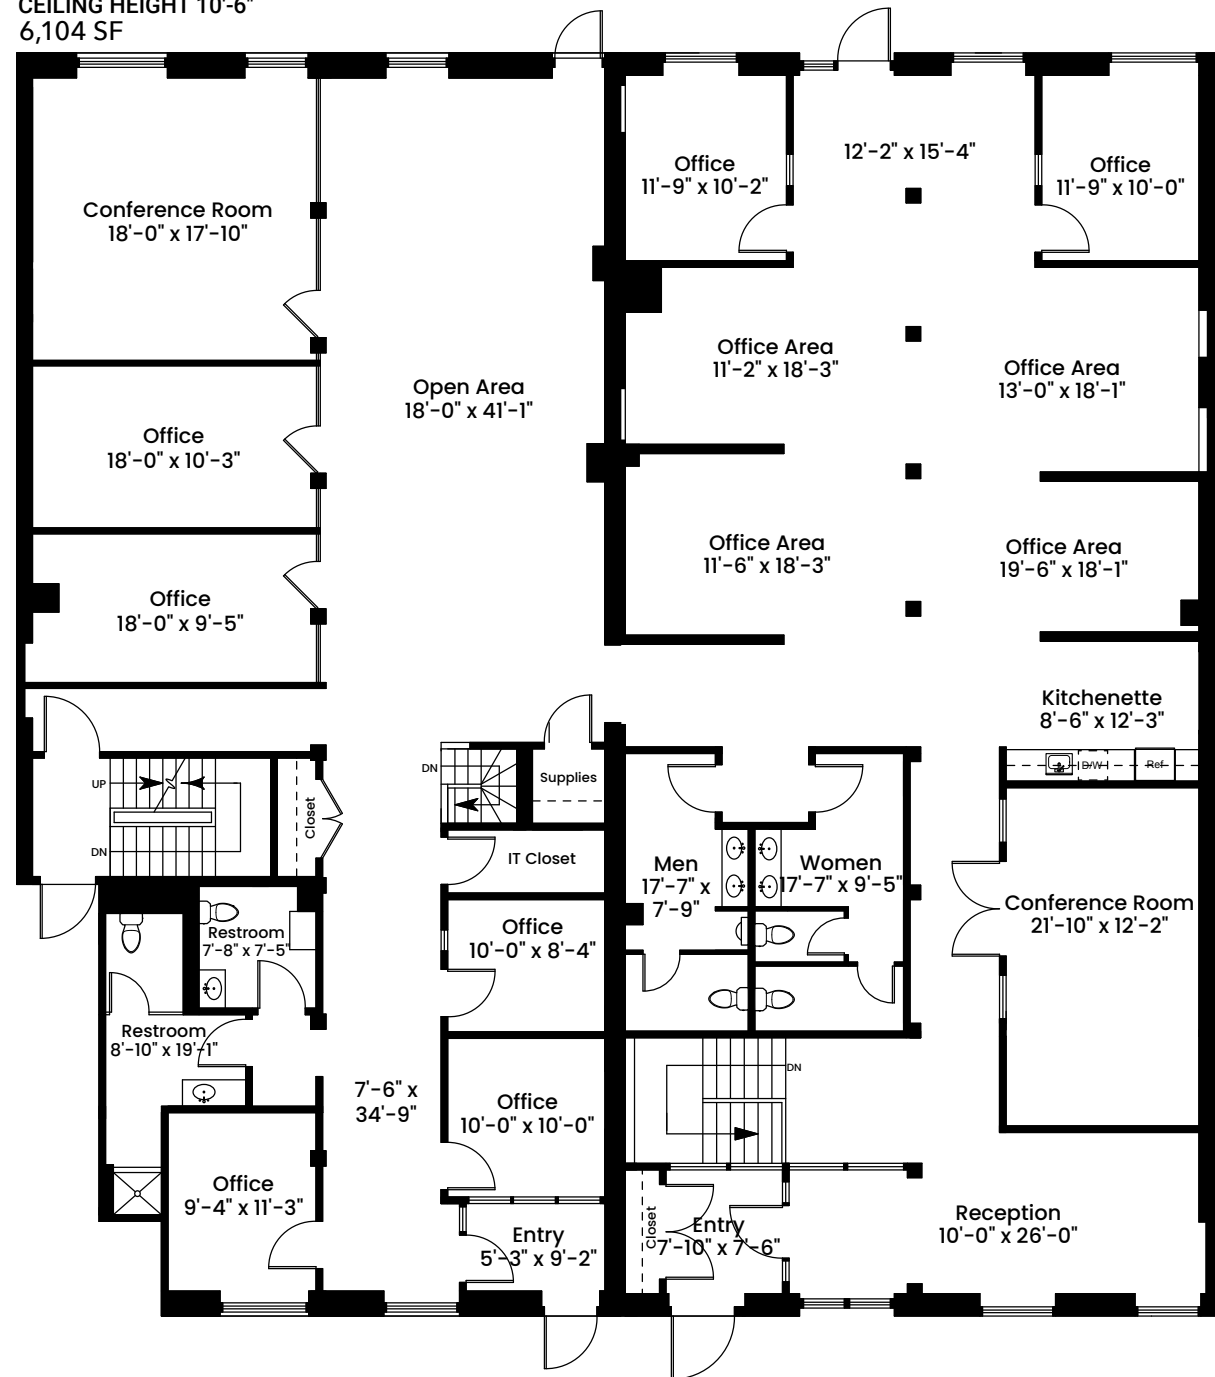 CEILING HEIGHT 10'-6"
6,104 SF
Conference Room
18'-0" x 17'-10"
Office
11'-9" x 10'-2"
12'-2" x 15'-4"
Office
11'-9" x 10'-0"
Open Area
18'-0" x 41'-1"
Office Area
11'-2" x 18'-3"
Office Area
13'-0" x 18'-1"
Office
18'-0" x 10'-3"
Office
18'-0" x 9'-5"
Office Area
11'-6" x 18'-3"
Office Area
19'-6" x 18'-1"
Kitchenette
8'-6" x 12'-3"
D/W
Ref
UP
DN
Closet
DN
Supplies
IT Closet
Men
17'-7" x
7'-9"
Women
17'-7" x 9'-5"
Conference Room
21'-10" x 12'-2"
Restroom
7'-8" x 7'-5"
Office
10'-0" x 8'-4"
Restroom
8'-10" x 19'-1"
7'-6" x
34'-9"
Office
10'-0" x 10'-0"
DN
Office
9'-4" x 11'-3"
Entry
5'-3" x 9'-2"
Closet
Entry
7'-10" x 7'-6"
Reception
10'-0" x 26'-0"